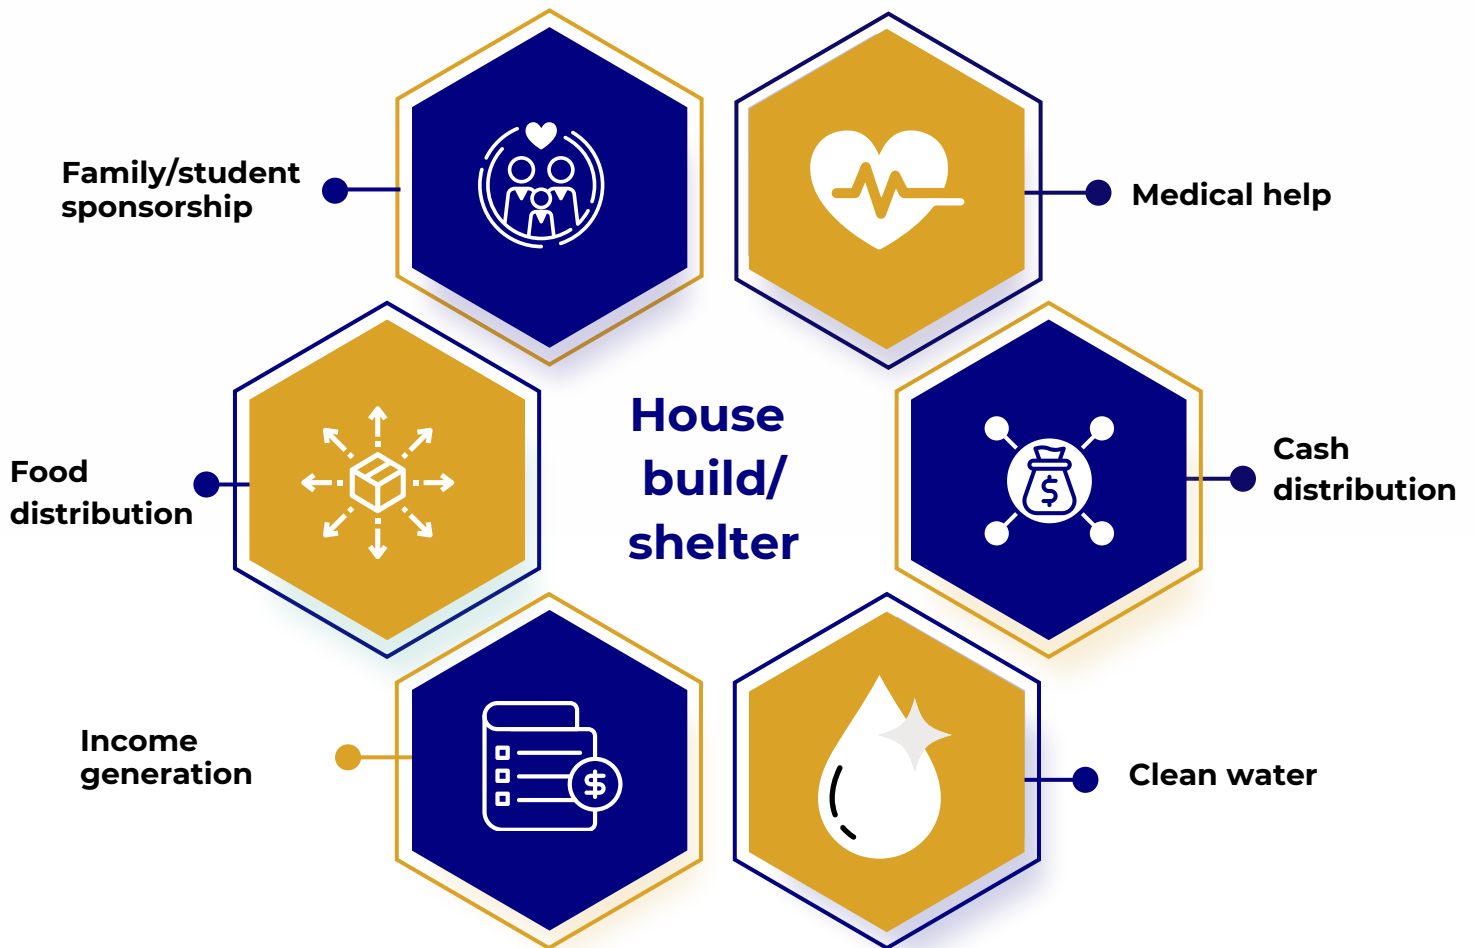 Family/student
sponsorship
Medical help
House
build/
shelter
Food
distribution
Cash
distribution
Income
generation
Clean water
$
$